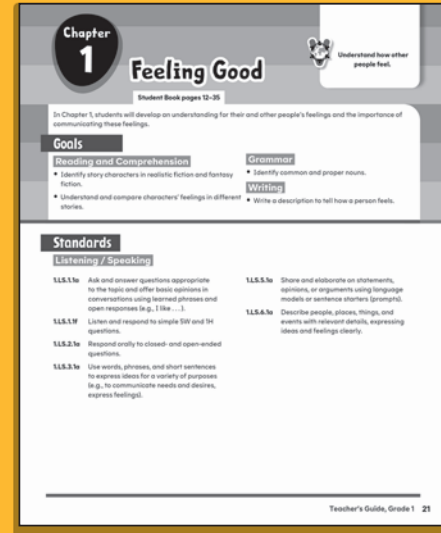 Chapter
1
Feeling Good
Understand how other
people feel.
Student Book pages 12–35
In Chapter 1, students will develop an understanding for their and other people's feelings and the importance of
communicating these feelings.
Goals
Reading and Comprehension
• Identify story characters in realistic fiction and fantasy
fiction.
• Understand and compare characters' feelings in different
stories.
Grammar
• Identify common and proper nouns.
Writing
• Write a description to tell how a person feels.
Standards
Listening / Speaking
1.LS.1.1a Ask and answer questions appropriate
to the topic and offer basic opinions in
conversations using learned phrases and
open responses (e.g., I like . . . ).
1.LS.1.1f Listen and respond to simple 5W and 1H
questions.
1.LS.2.1a Respond orally to closed- and open-ended
questions.
1.LS.3.1a Use words, phrases, and short sentences
to express ideas for a variety of purposes
(e.g., to communicate needs and desires,
express feelings).
1.LS.5.1a Share and elaborate on statements,
opinions, or arguments using language
models or sentence starters (prompts).
1.LS.6.1a Describe people, places, things, and
events with relevant details, expressing
ideas and feelings clearly.
Teacher's Guide, Grade 1 21